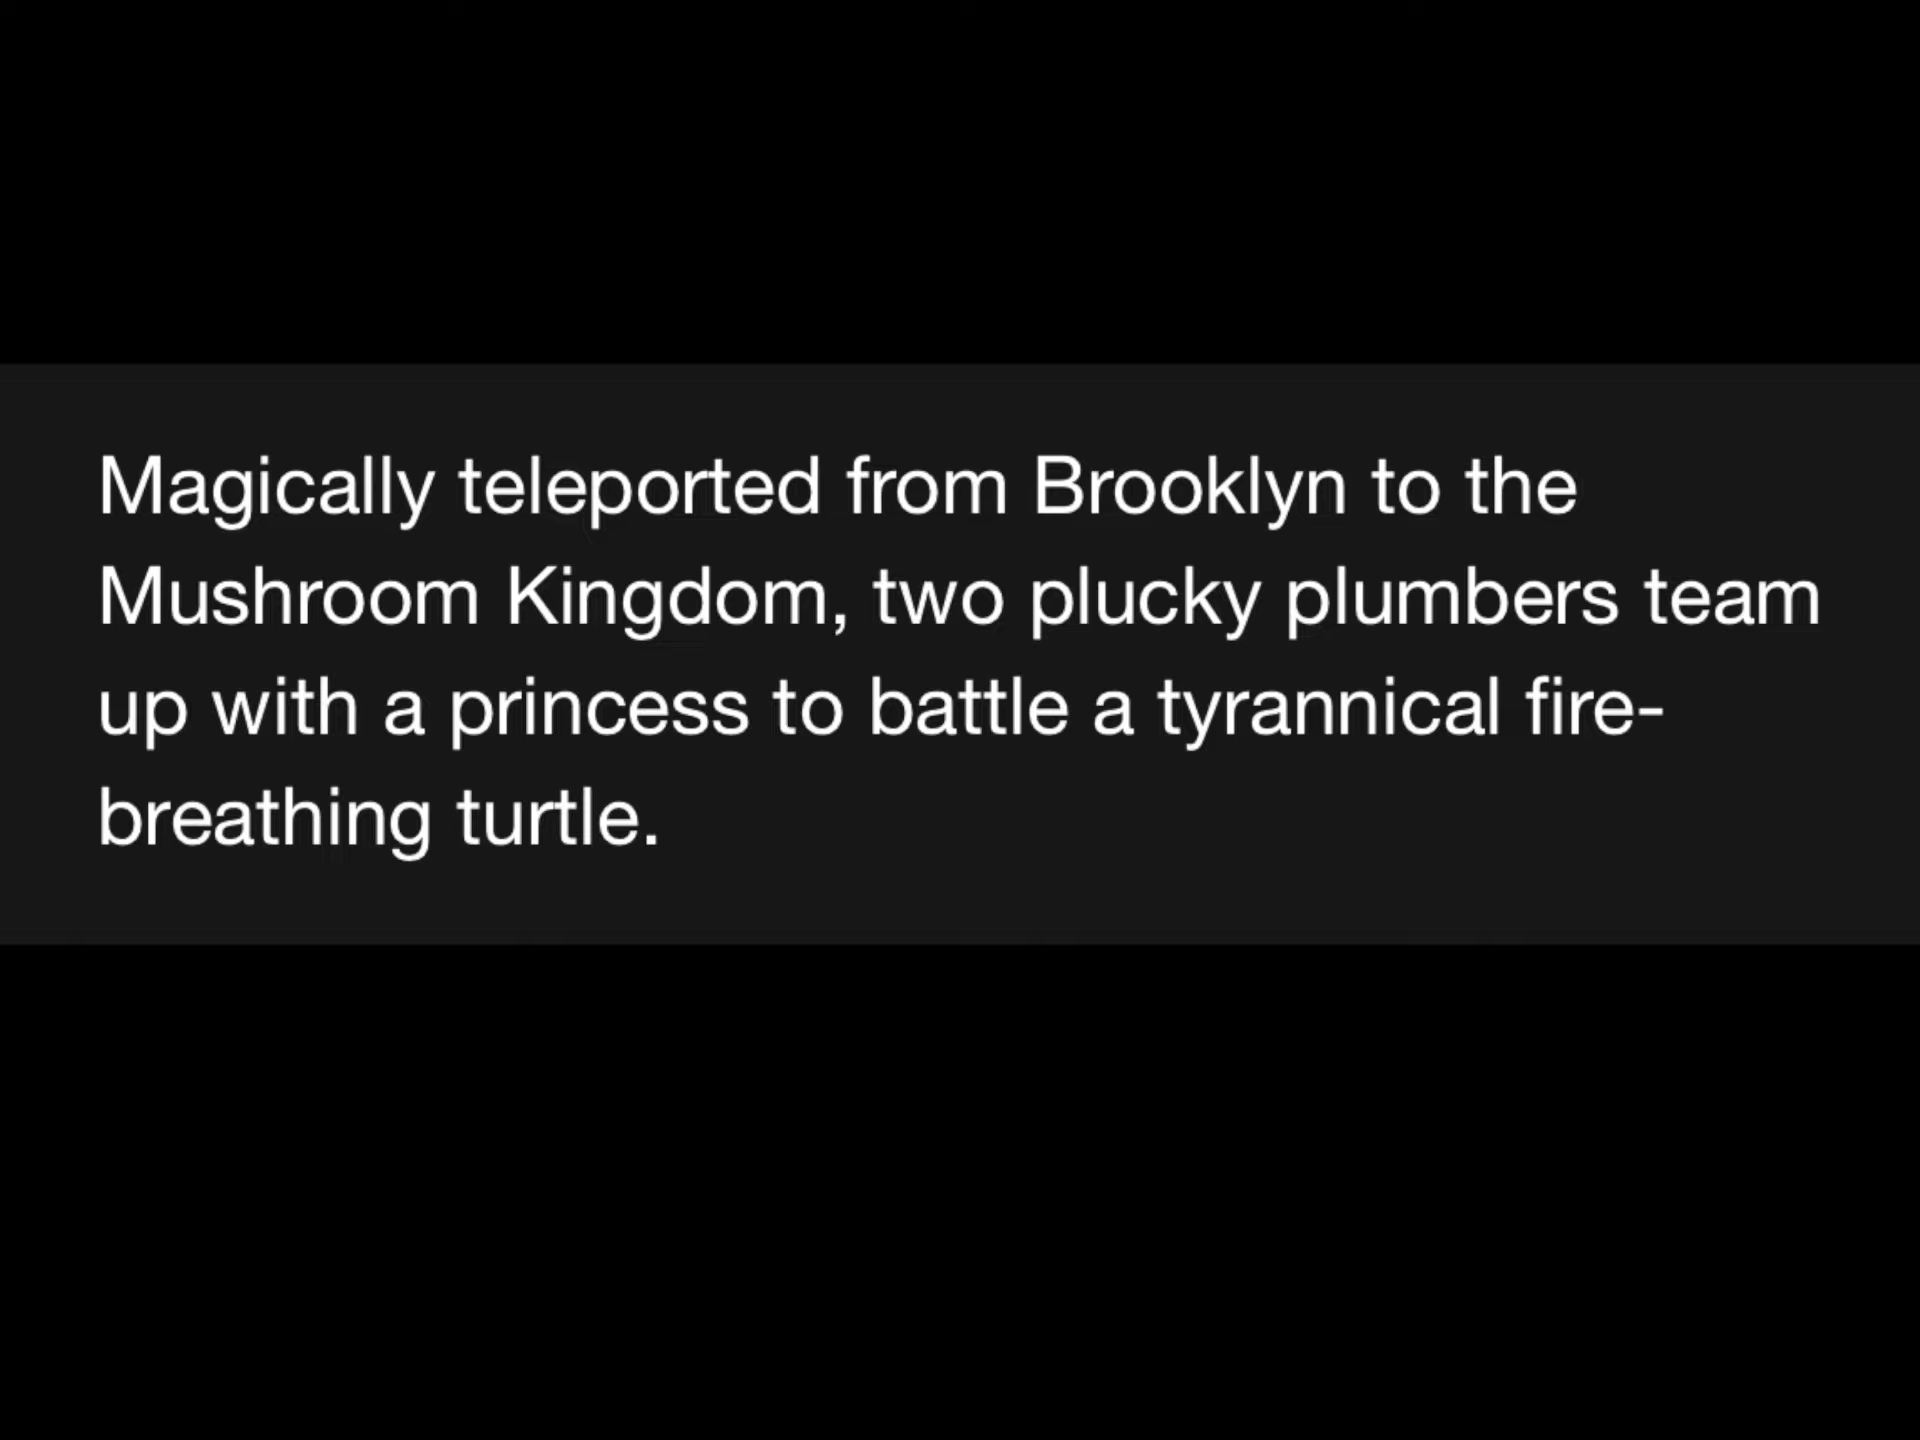 Magically teleported from Brooklyn to the
Mushroom Kingdom, two plucky plumbers team
up with a princess to battle a tyrannical fire-
breathing turtle.